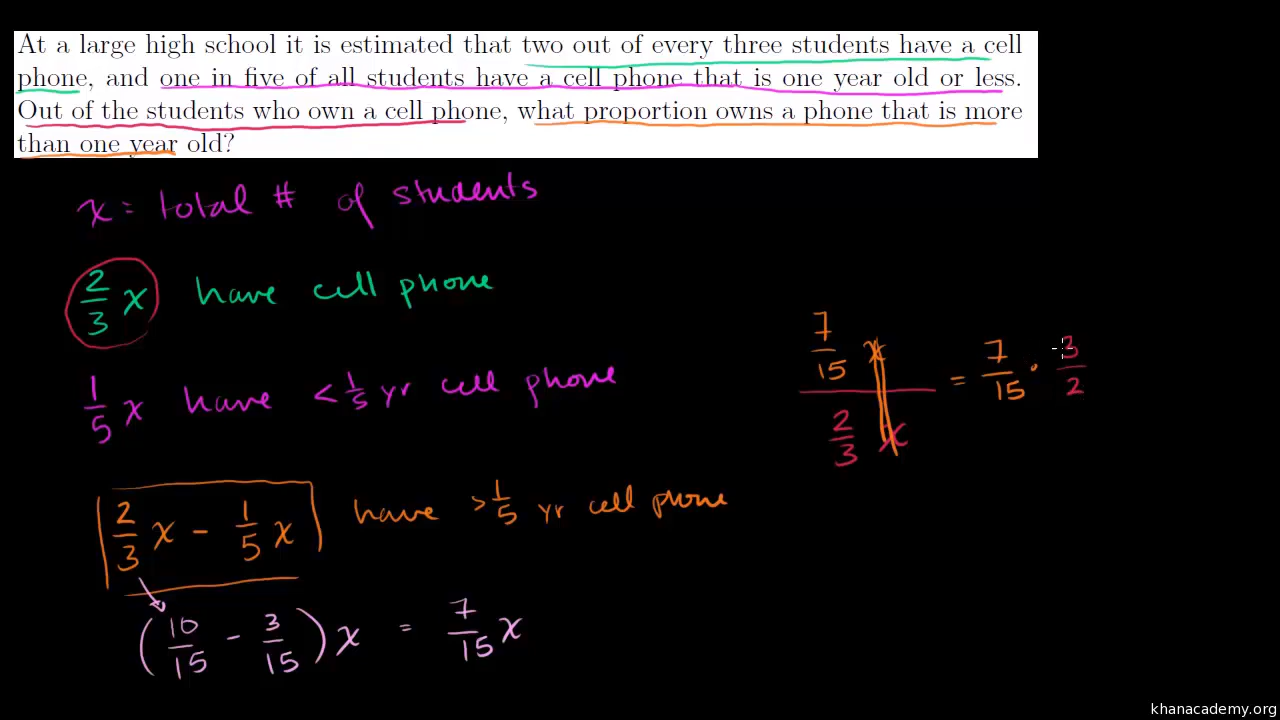 At a large high school it is estimated that two out of every three students have a cell
phone, and one in five of all students have a cell phone that is one year old or less.
Out of the students who own a cell phone, what proportion owns a phone that is more
than one year old?
x = total # of students
2/3 x have cell phone
1/5 x have < 1/5 yr cell phone
2/3 x - 1/5 x have > 1/5 yr cell phone
(10/15 - 3/15) x = 7/15 x
7/15 x / 2/3 x = 7/15 · 3/2
khanacademy.org